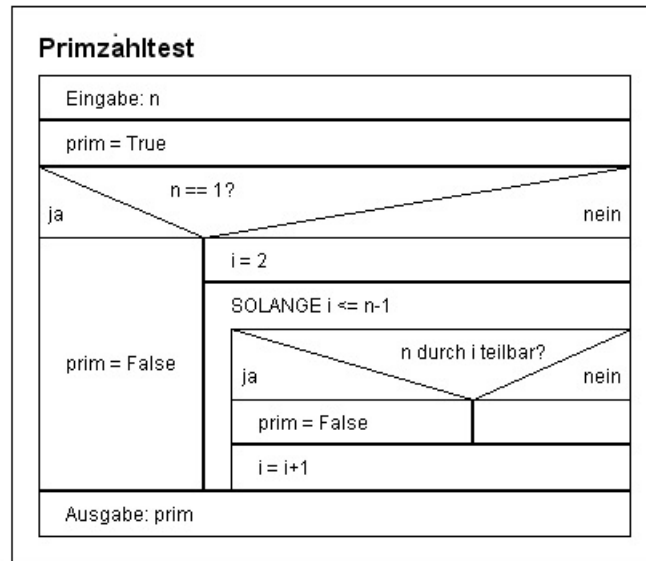 Primzahltest
Eingabe: n
prim = True
n == 1?
ja
nein
i = 2
SOLANGE i <= n-1
prim = False
n durch i teilbar?
ja
nein
prim = False
i = i+1
Ausgabe: prim